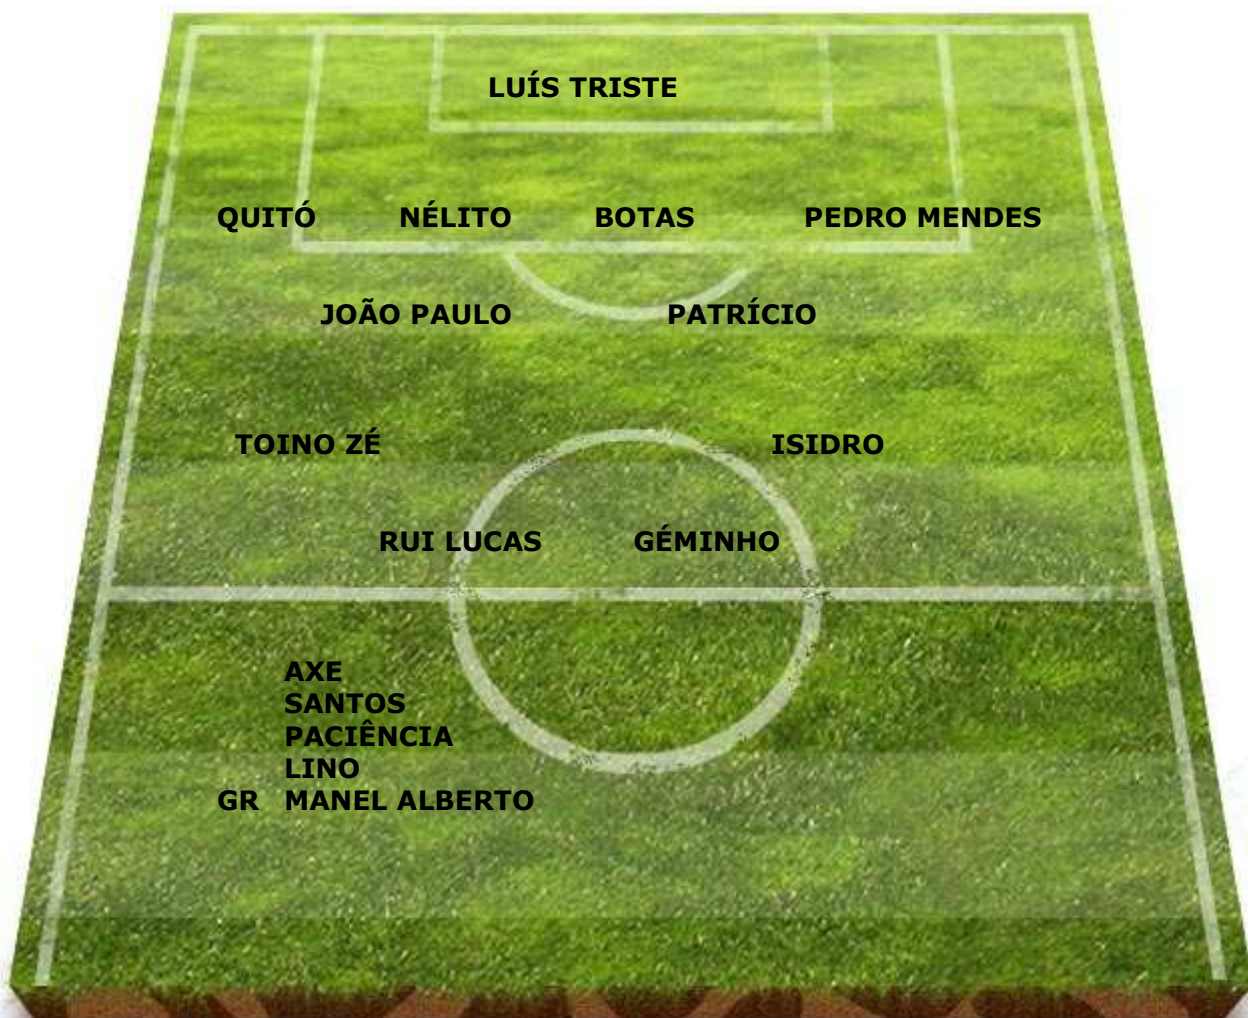 LUÍS TRISTE
QUITÓ NÉLITO BOTAS PEDRO MENDES
JOÃO PAULO PATRÍCIO
TOINO ZÉ ISIDRO
RUI LUCAS GÉMINHO
AXE
SANTOS
PACIÊNCIA
LINO
GR MANEL ALBERTO